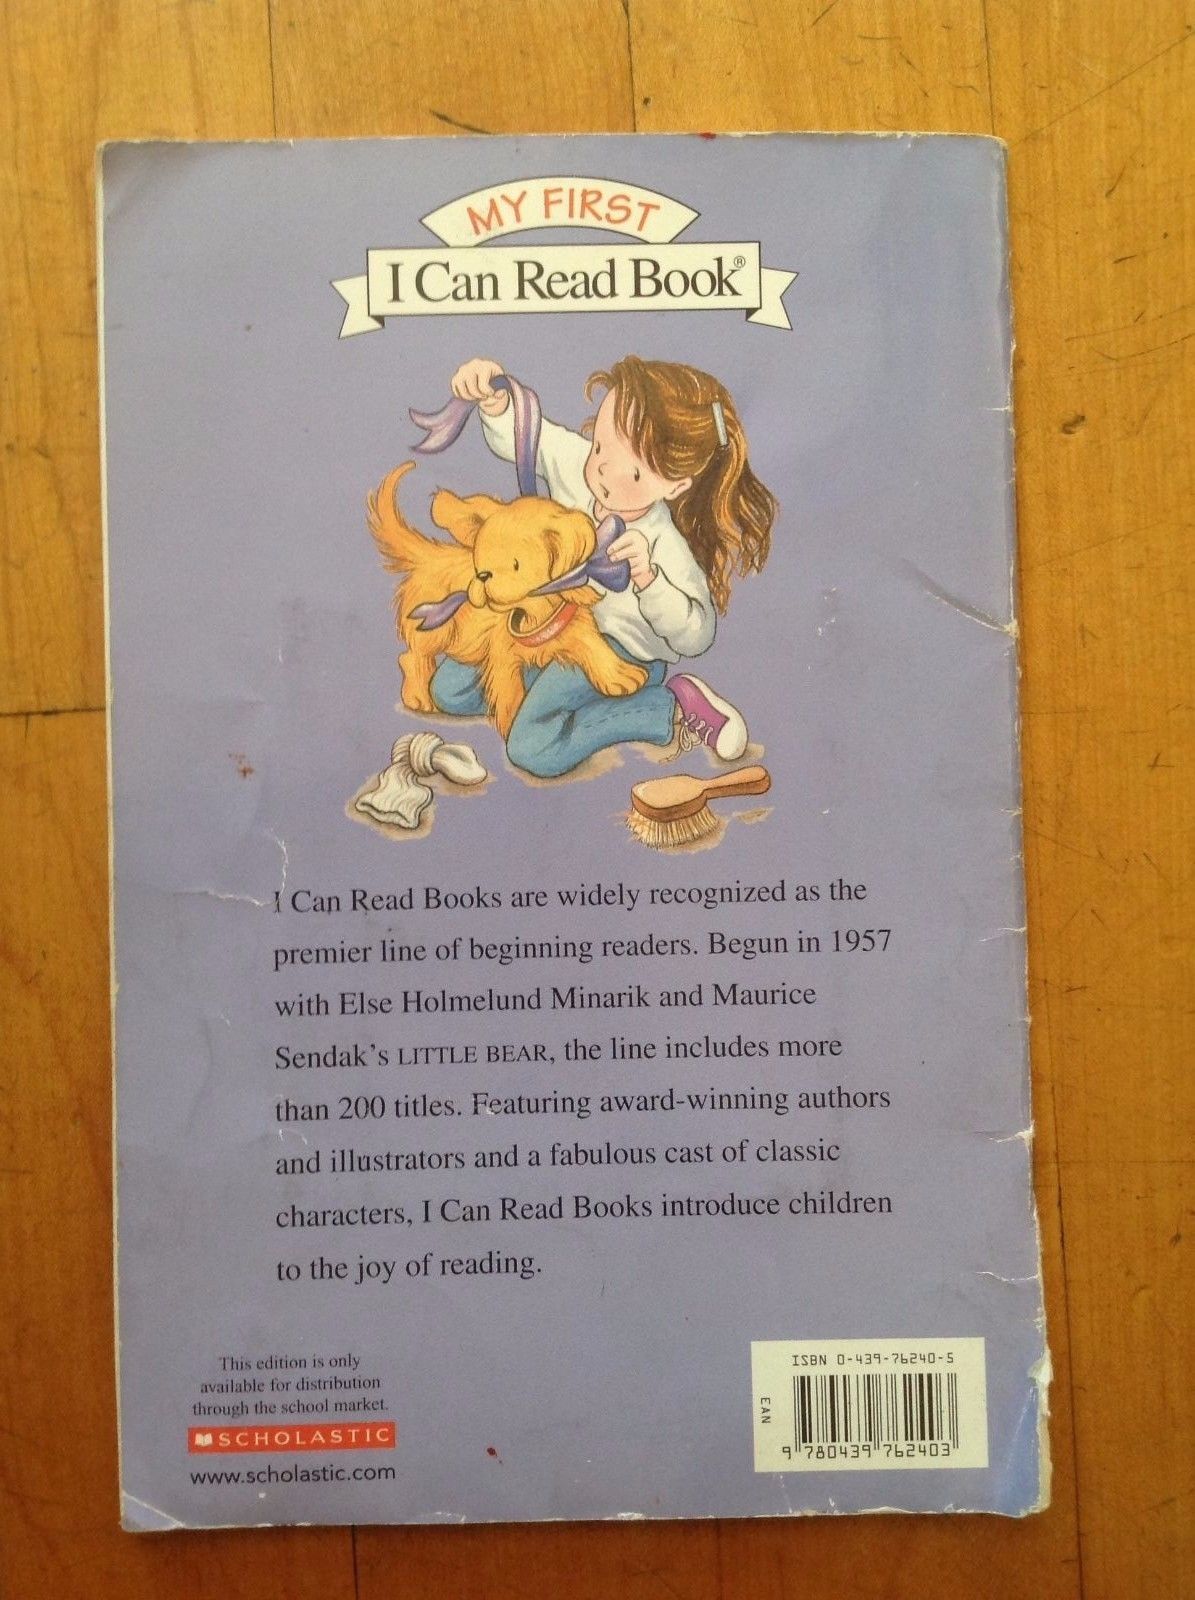 MY FIRST
I Can Read Book®
I Can Read Books are widely recognized as the
premier line of beginning readers. Begun in 1957
with Else Holmelund Minarik and Maurice
Sendak's LITTLE BEAR, the line includes more
than 200 titles. Featuring award-winning authors
and illustrators and a fabulous cast of classic
characters, I Can Read Books introduce children
to the joy of reading.
This edition is only
available for distribution
through the school market.
SCHOLASTIC
www.scholastic.com
ISBN 0-439-76240-5
EAN
9 780439 762403